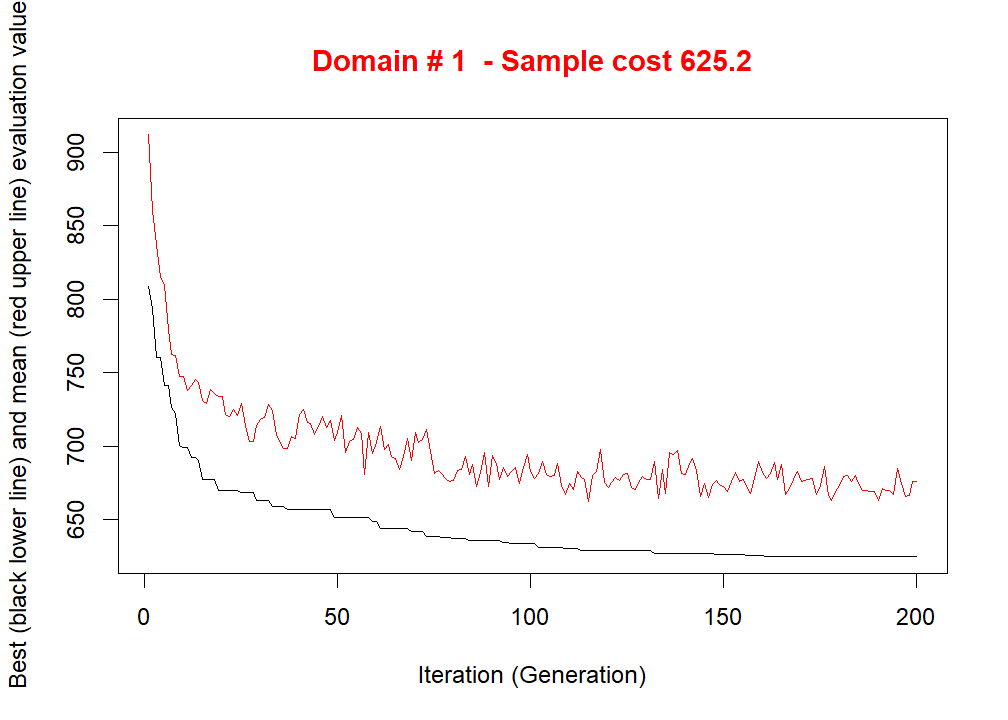 Domain # 1  - Sample cost 625.2
Best (black lower line) and mean (red upper line) evaluation value
900
850
800
750
700
650
0 50 100 150 200
Iteration (Generation)